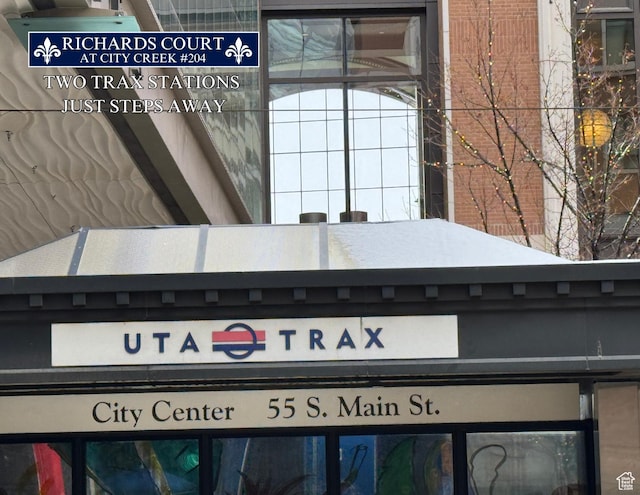 RICHARDS COURT
AT CITY CREEK #204
TWO TRAX STATIONS
JUST STEPS AWAY
UTA TRAX
City Center 55 S. Main St.